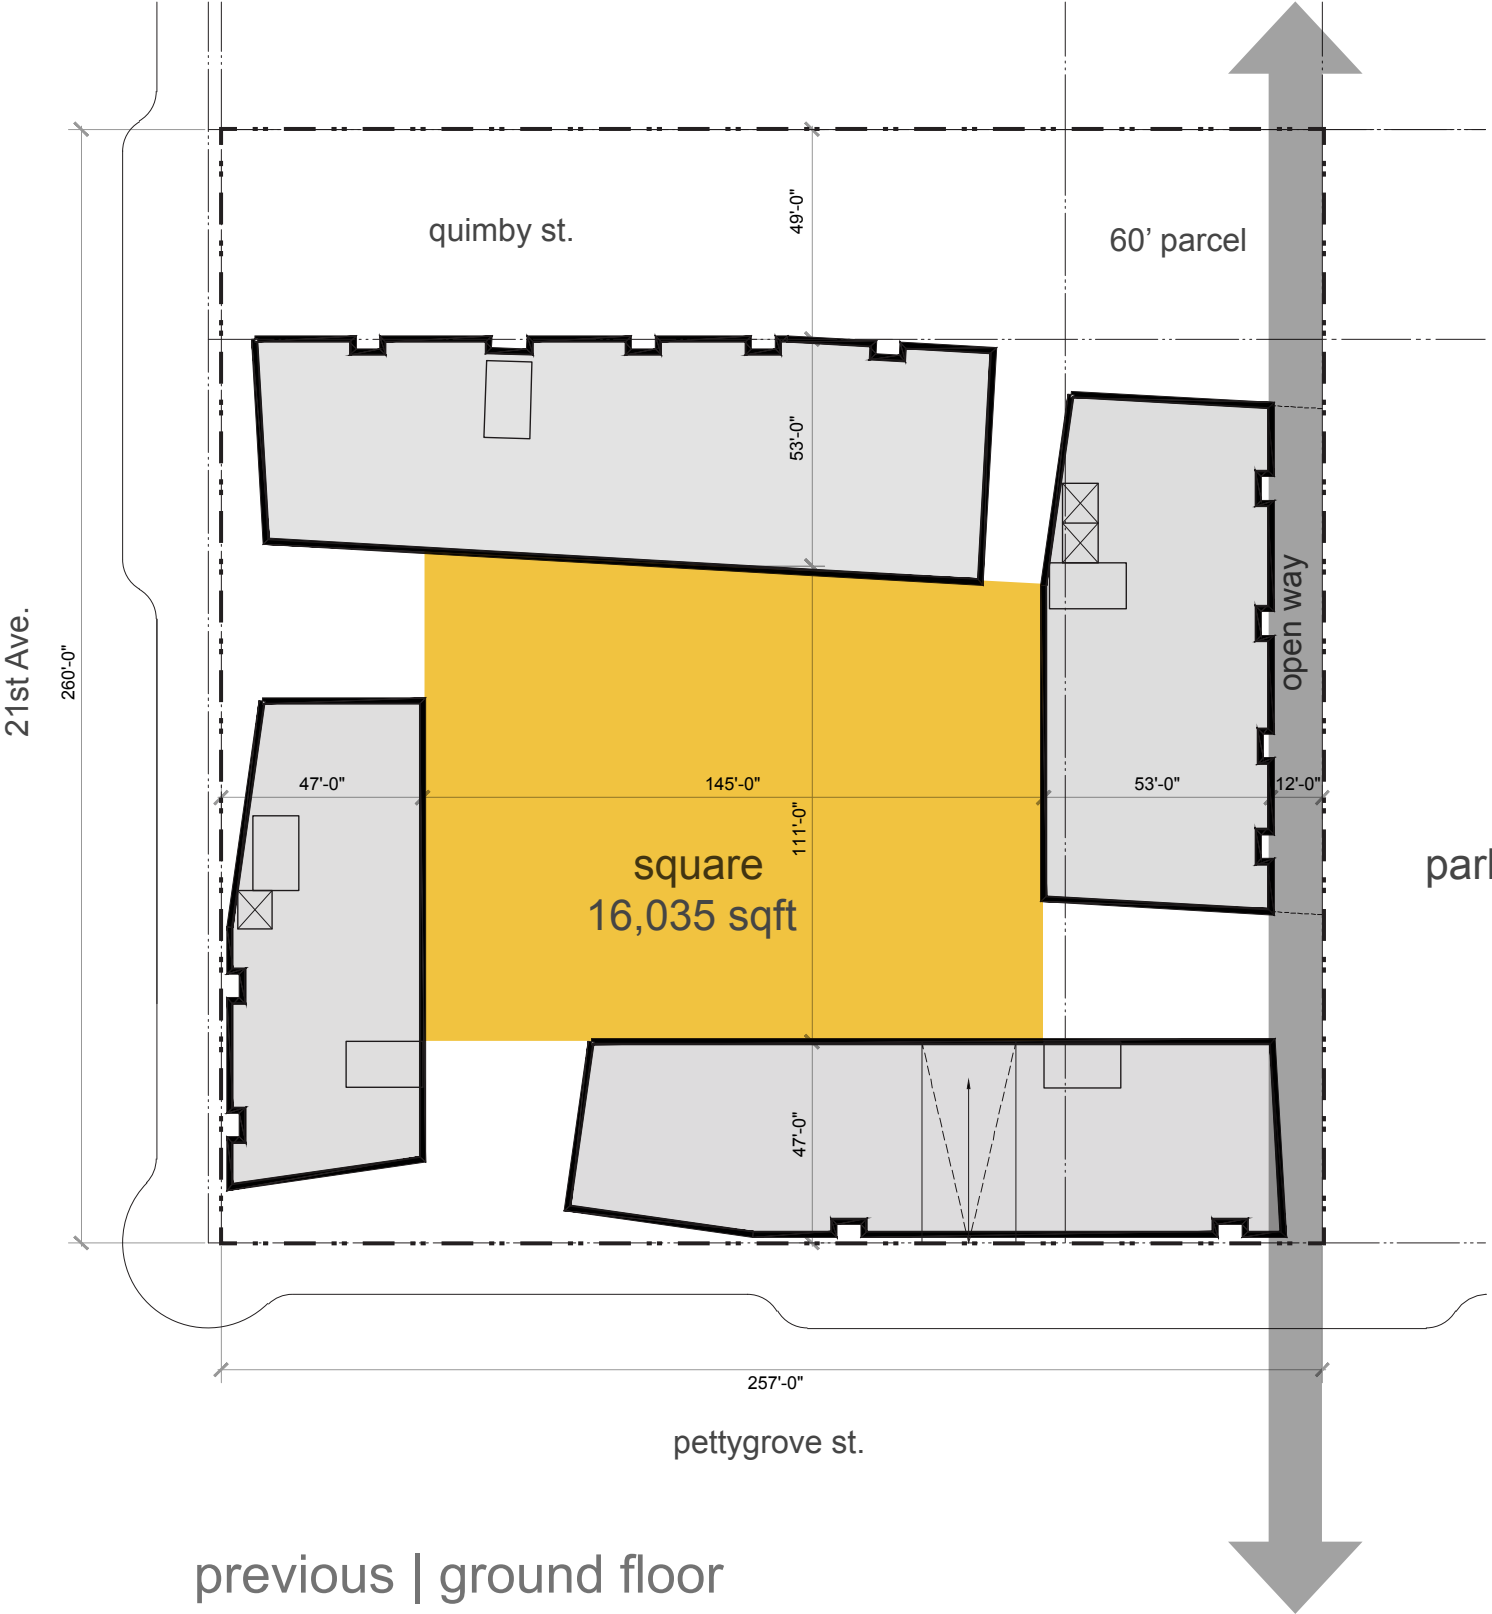 49'-0"
quimby st.
60' parcel
53'-0"
open way
21st Ave.
260'-0"
47'-0"
145'-0"
53'-0"
12'-0"
111'-0"
square
16,035 sqft
47'-0"
257'-0"
pettygrove st.
previous | ground floor